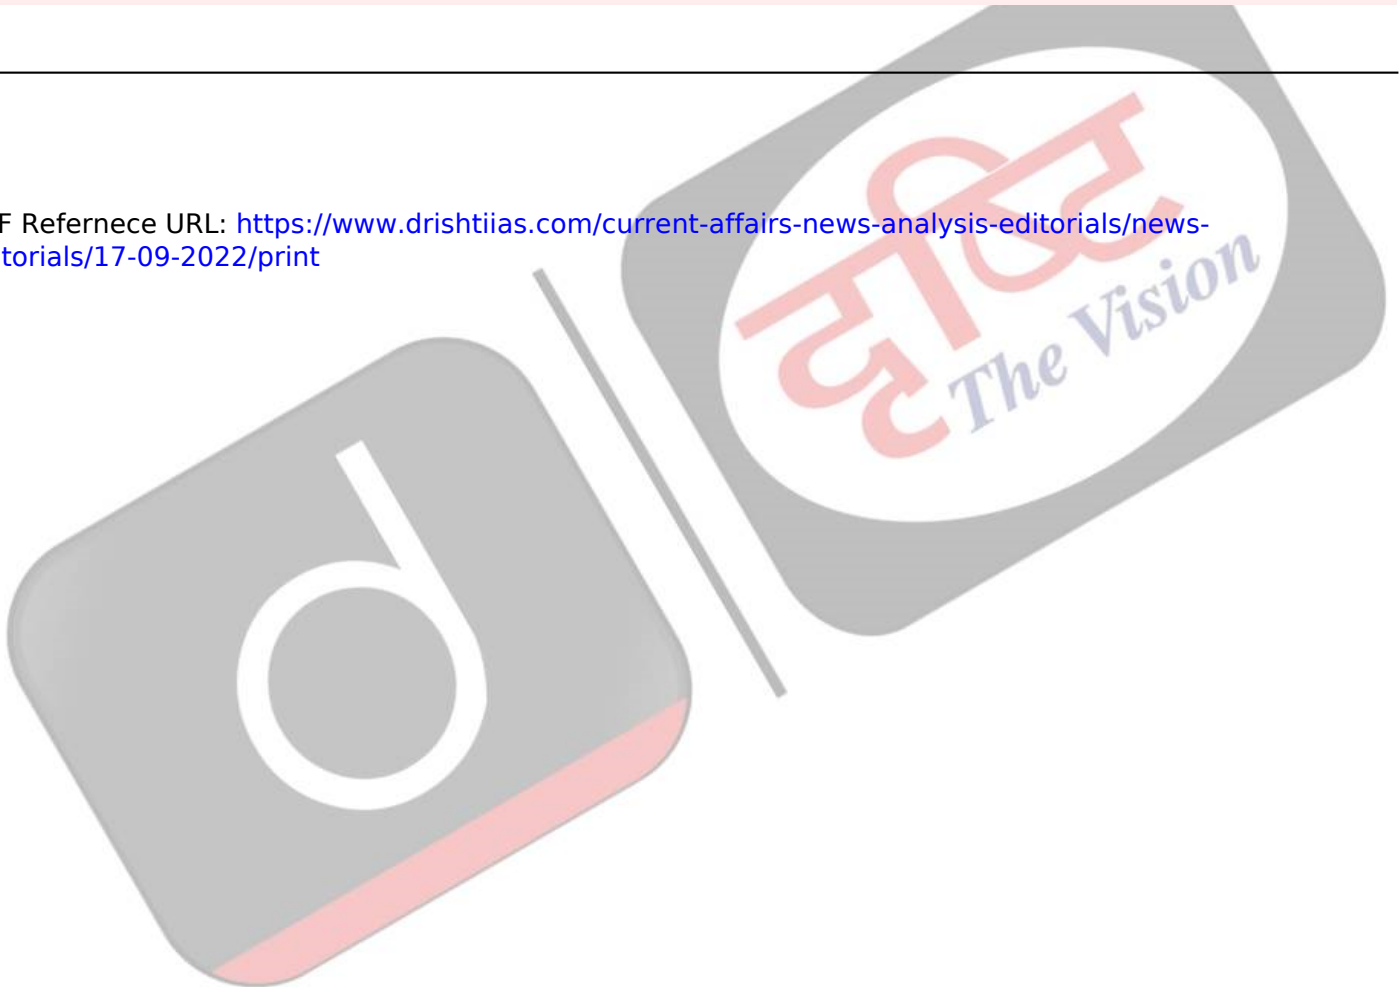 F Refernece URL: https://www.drishtiias.com/current-affairs-news-analysis-editorials/news-
torials/17-09-2022/print
दृष्टि
The Vision
d